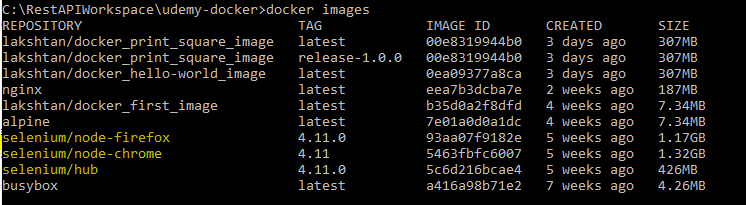 C:\RestAPIWorkspace\udemy-docker>docker images
REPOSITORY TAG IMAGE ID CREATED SIZE
lakshtan/docker_print_square_image latest 00e8319944b0 3 days ago 307MB
lakshtan/docker_print_square_image release-1.0.0 00e8319944b0 3 days ago 307MB
lakshtan/docker_hello-world_image latest 0ea09377a8ca 3 days ago 307MB
nginx latest eea7b3dcba7e 2 weeks ago 187MB
lakshtan/docker_first_image latest b35d0a2f8dfd 4 weeks ago 7.34MB
alpine latest 7e01a0d0a1dc 4 weeks ago 7.34MB
selenium/node-firefox 4.11.0 93aa07f9182e 5 weeks ago 1.17GB
selenium/node-chrome 4.11 5463fbfc6007 5 weeks ago 1.32GB
selenium/hub 4.11.0 5c6d216bcae4 5 weeks ago 426MB
busybox latest a416a98b71e2 7 weeks ago 4.26MB